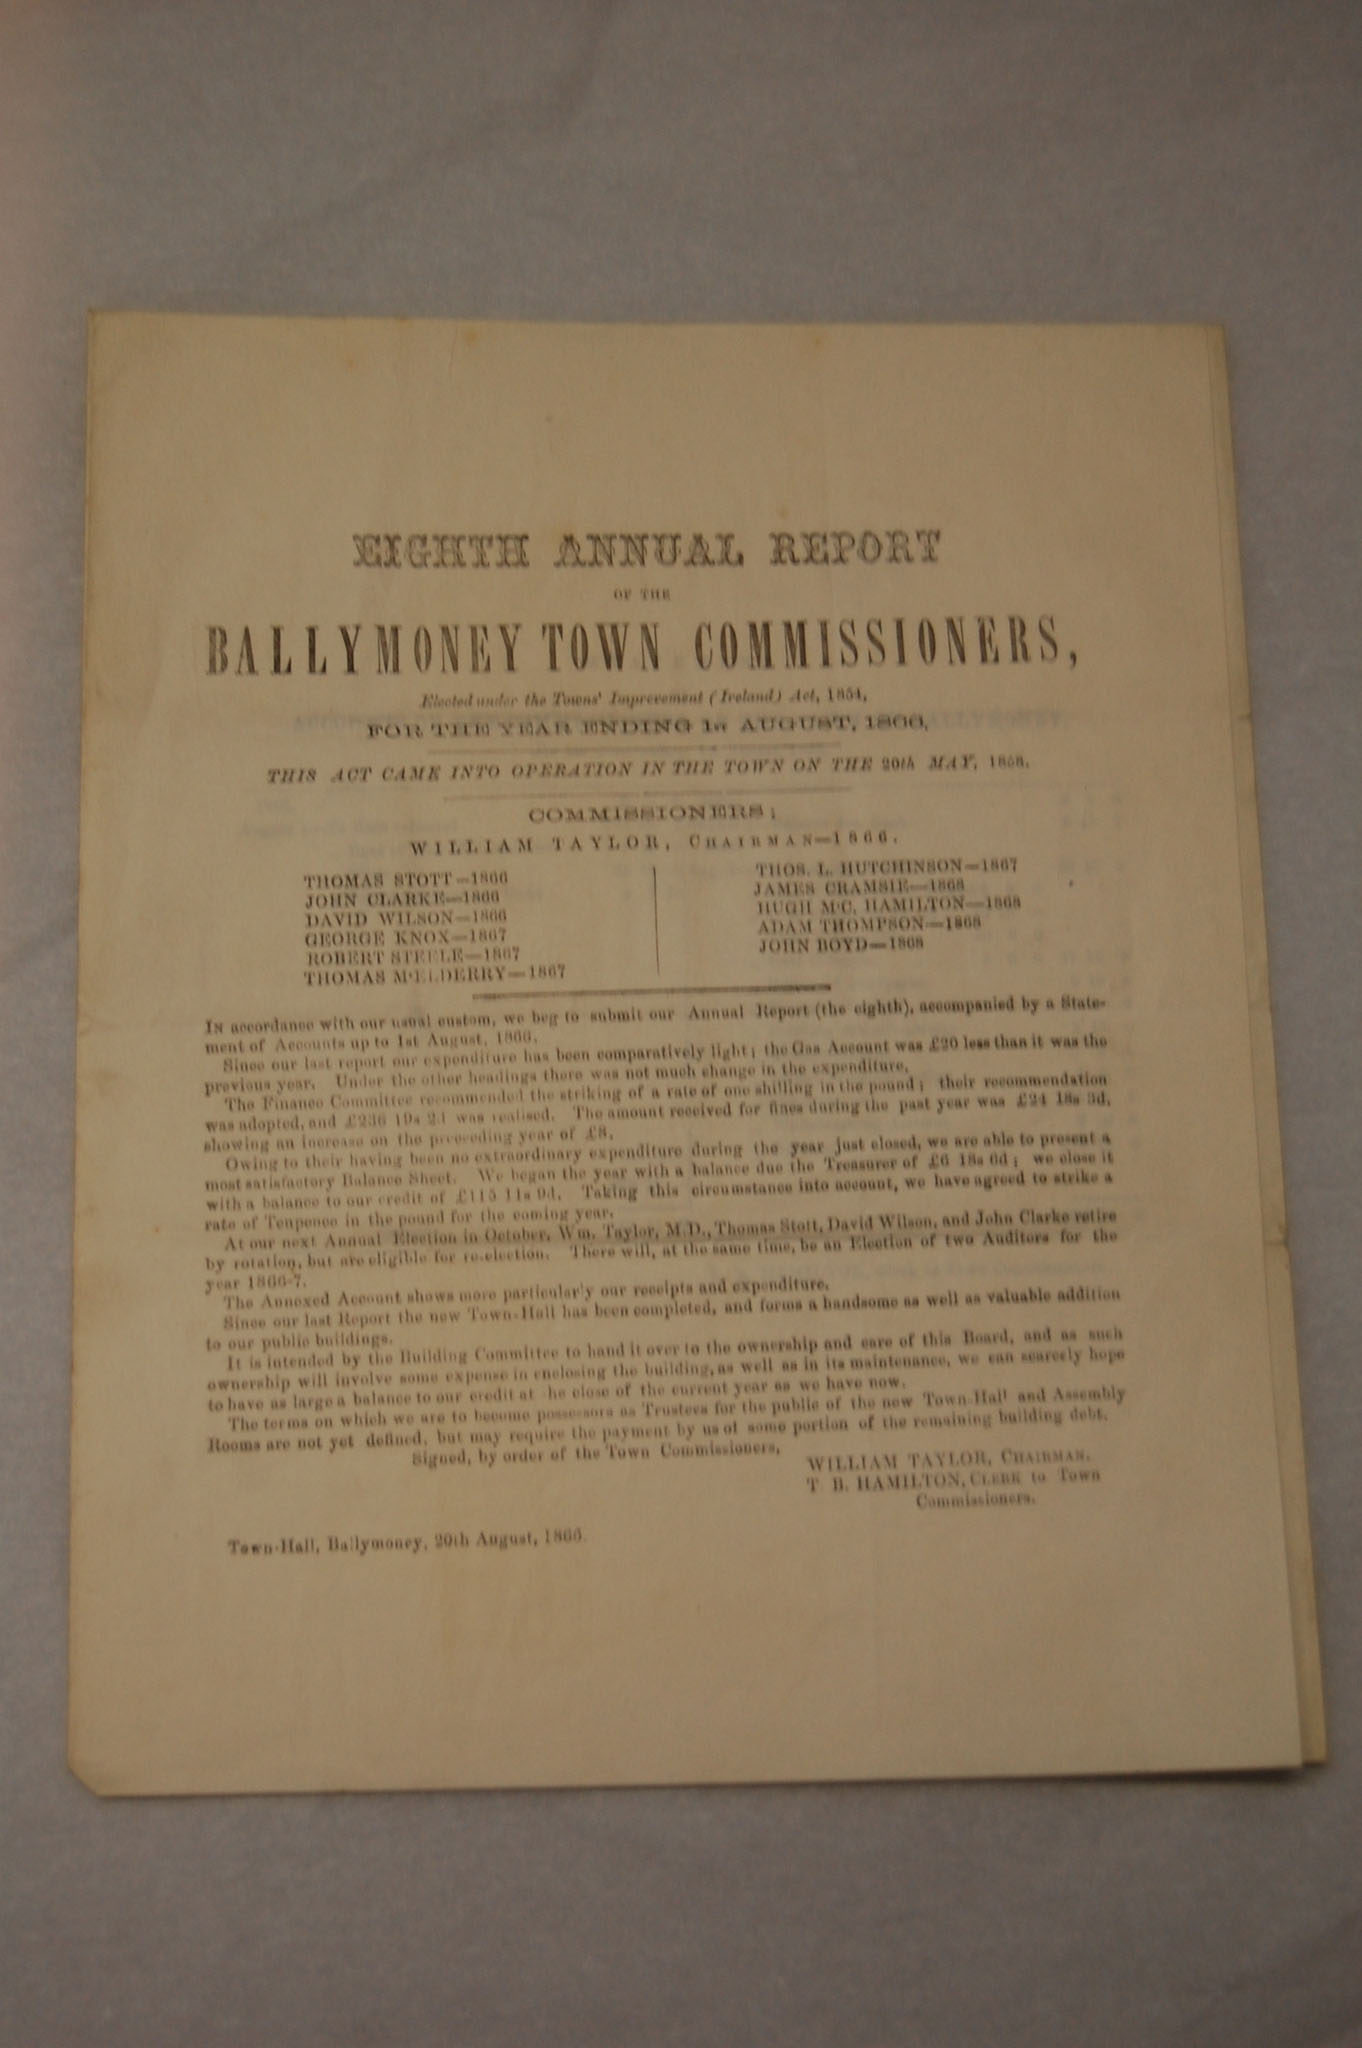 EIGHTH ANNUAL REPORT
OF THE
BALLYMONEY TOWN COMMISSIONERS,
Elected under the Towns' Improvement (Ireland) Act, 1854,
FOR THE YEAR ENDING 1ST AUGUST, 1866,
THIS ACT CAME INTO OPERATION IN THE TOWN ON THE 20th MAY, 1858.
COMMISSIONERS;
WILLIAM TAYLOR, CHAIRMAN—1866.
THOMAS STOTT—1866
JOHN CLARKE—1866
DAVID WILSON—1866
GEORGE KNOX—1867
ROBERT STEELE—1867
THOMAS M'ELDERRY—1867
THOS. L. HUTCHINSON—1867
JAMES CRAMSIE—1868
HUGH M'C. HAMILTON—1868
ADAM THOMPSON—1868
JOHN BOYD—1868
IN accordance with our usual custom, we beg to submit our Annual Report (the eighth), accompanied by a State-
ment of Accounts up to 1st August, 1866.
Since our last report our expenditure has been comparatively light; the Gas Account was £20 less than it was the
previous year. Under the other headings there was not much change in the expenditure.
The Finance Committee recommended the striking of a rate of one shilling in the pound; their recommendation
was adopted, and £236 19s 2d was realised. The amount received for fines during the past year was £24 18s 3d,
showing an increase on the preceeding year of £8.
Owing to their having been no extraordinary expenditure during the year just closed, we are able to present a
most satisfactory Balance Sheet. We began the year with a balance due the Treasurer of £6 18s 6d; we close it
with a balance to our credit of £115 11s 9d. Taking this circumstance into account, we have agreed to strike a
rate of Tenpence in the pound for the coming year.
At our next Annual Election in October, Wm. Taylor, M.D., Thomas Stott, David Wilson, and John Clarke retire
by rotation, but are eligible for re-election. There will, at the same time, be an Election of two Auditors for the
year 1866-7.
The Annexed Account shows more particularly our receipts and expenditure.
Since our last Report the new Town-Hall has been completed, and forms a handsome as well as valuable addition
to our public buildings.
It is intended by the Building Committee to hand it over to the ownership and care of this Board, and as such
ownership will involve some expense in enclosing the building, as well as in its maintenance, we can scarcely hope
to have as large a balance to our credit at he close of the current year as we have now.
The terms on which we are to become possessors as Trustees for the public of the new Town-Hall and Assembly
Rooms are not yet defined, but may require the payment by us of some portion of the remaining building debt.
Signed, by order of the Town Commissioners,
WILLIAM TAYLOR, CHAIRMAN.
T B. HAMILTON, CLERK to Town
Commissioners.
Town-Hall, Ballymoney, 20th August, 1866.